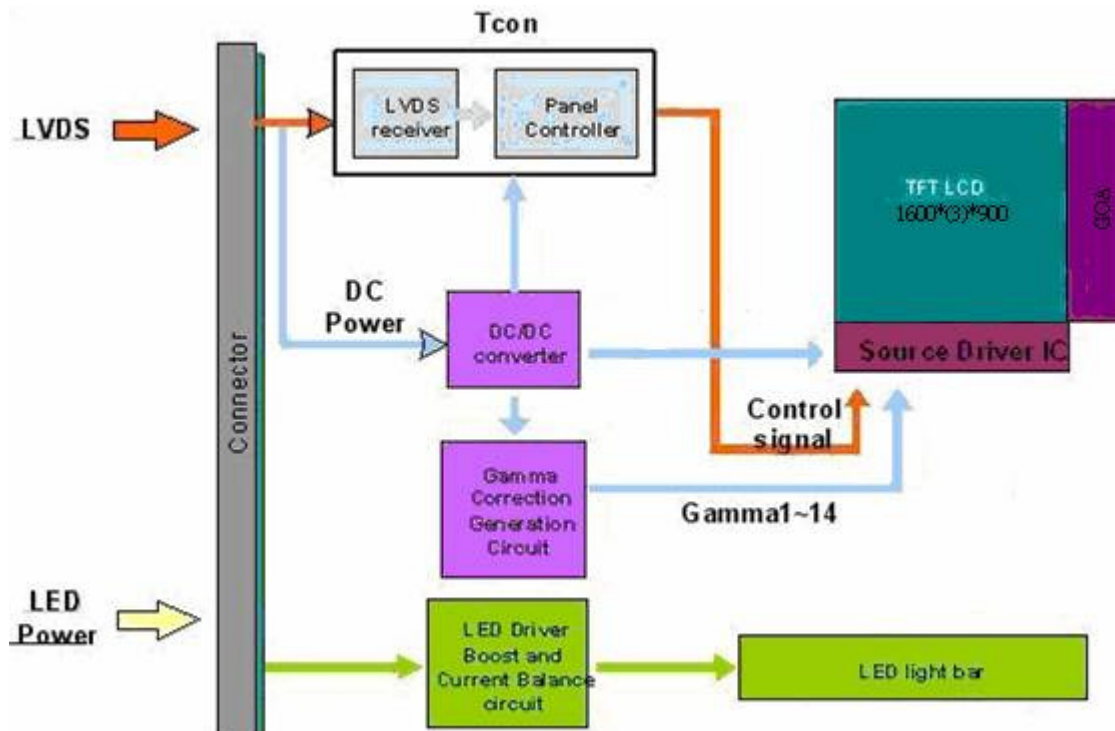 Tcon
LVDS
LVDS
receiver
Panel
Controller
TFT LCD
1600*(3)*900
GOA
DC
Power
DC/DC
converter
Source Driver IC
Connector
Control
signal
Gamma
Correction
Generation
Circuit
Gamma1~14
LED
Power
LED Driver
Boost and
Current Balance
circuit
LED light bar